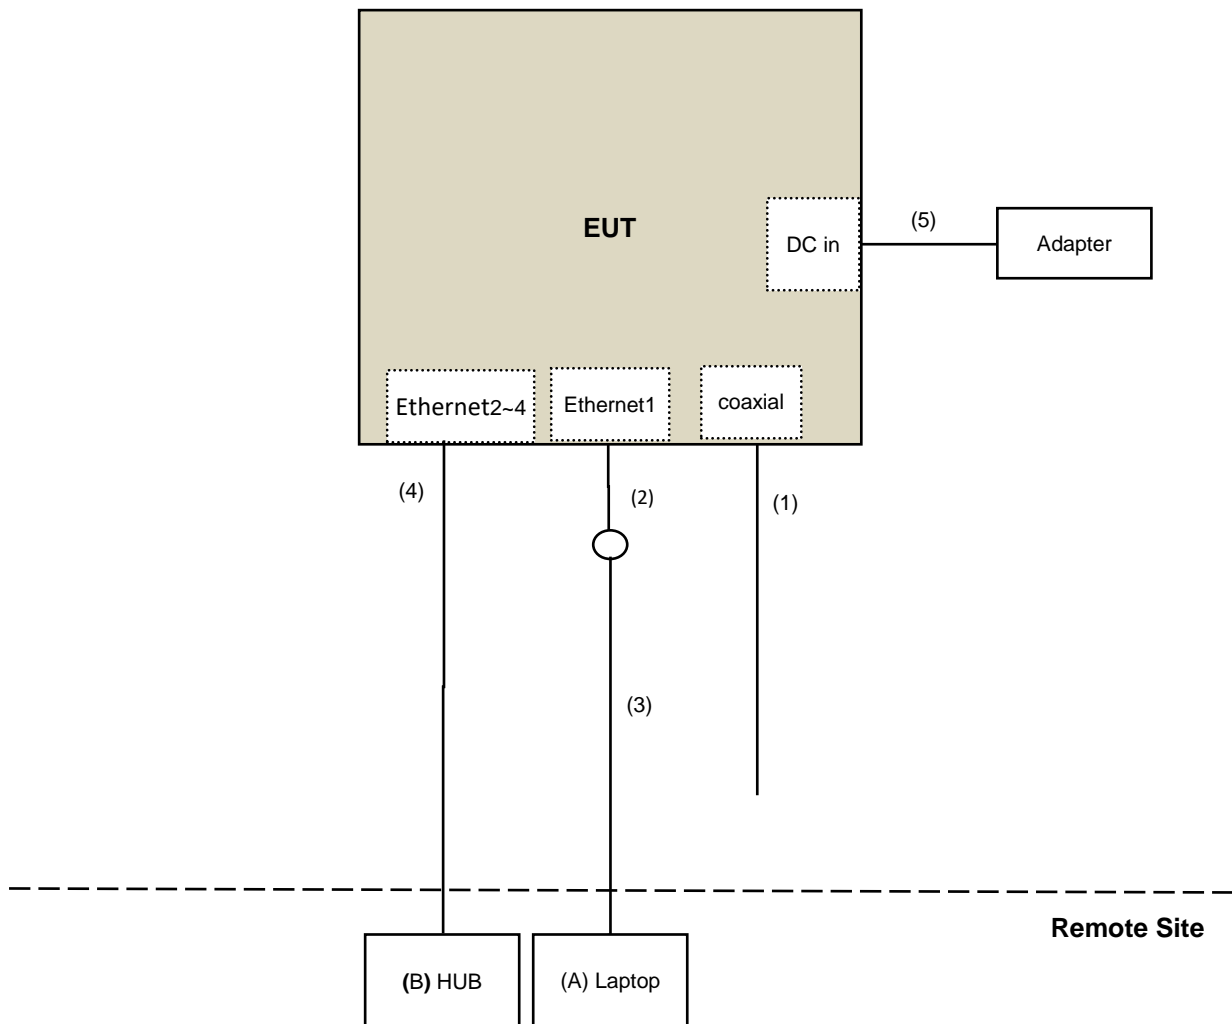 EUT
DC in
(5)
Adapter
Ethernet2~4
Ethernet1
coaxial
(4)
(2)
(1)
(3)
Remote Site
(B) HUB
(A) Laptop